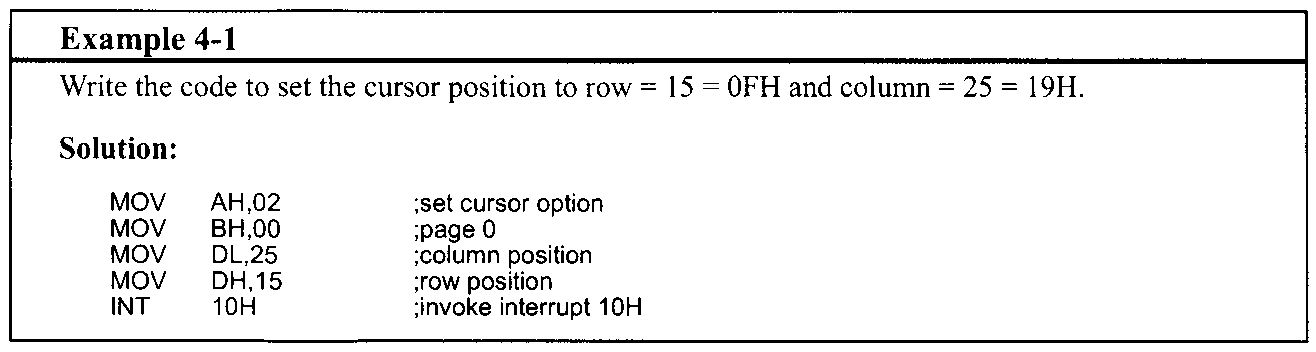 Example 4-1
Write the code to set the cursor position to row = 15 = 0FH and column = 25 = 19H.
Solution:
MOV AH,02 ;set cursor option
MOV BH,00 ;page 0
MOV DL,25 ;column position
MOV DH,15 ;row position
INT 10H ;invoke interrupt 10H